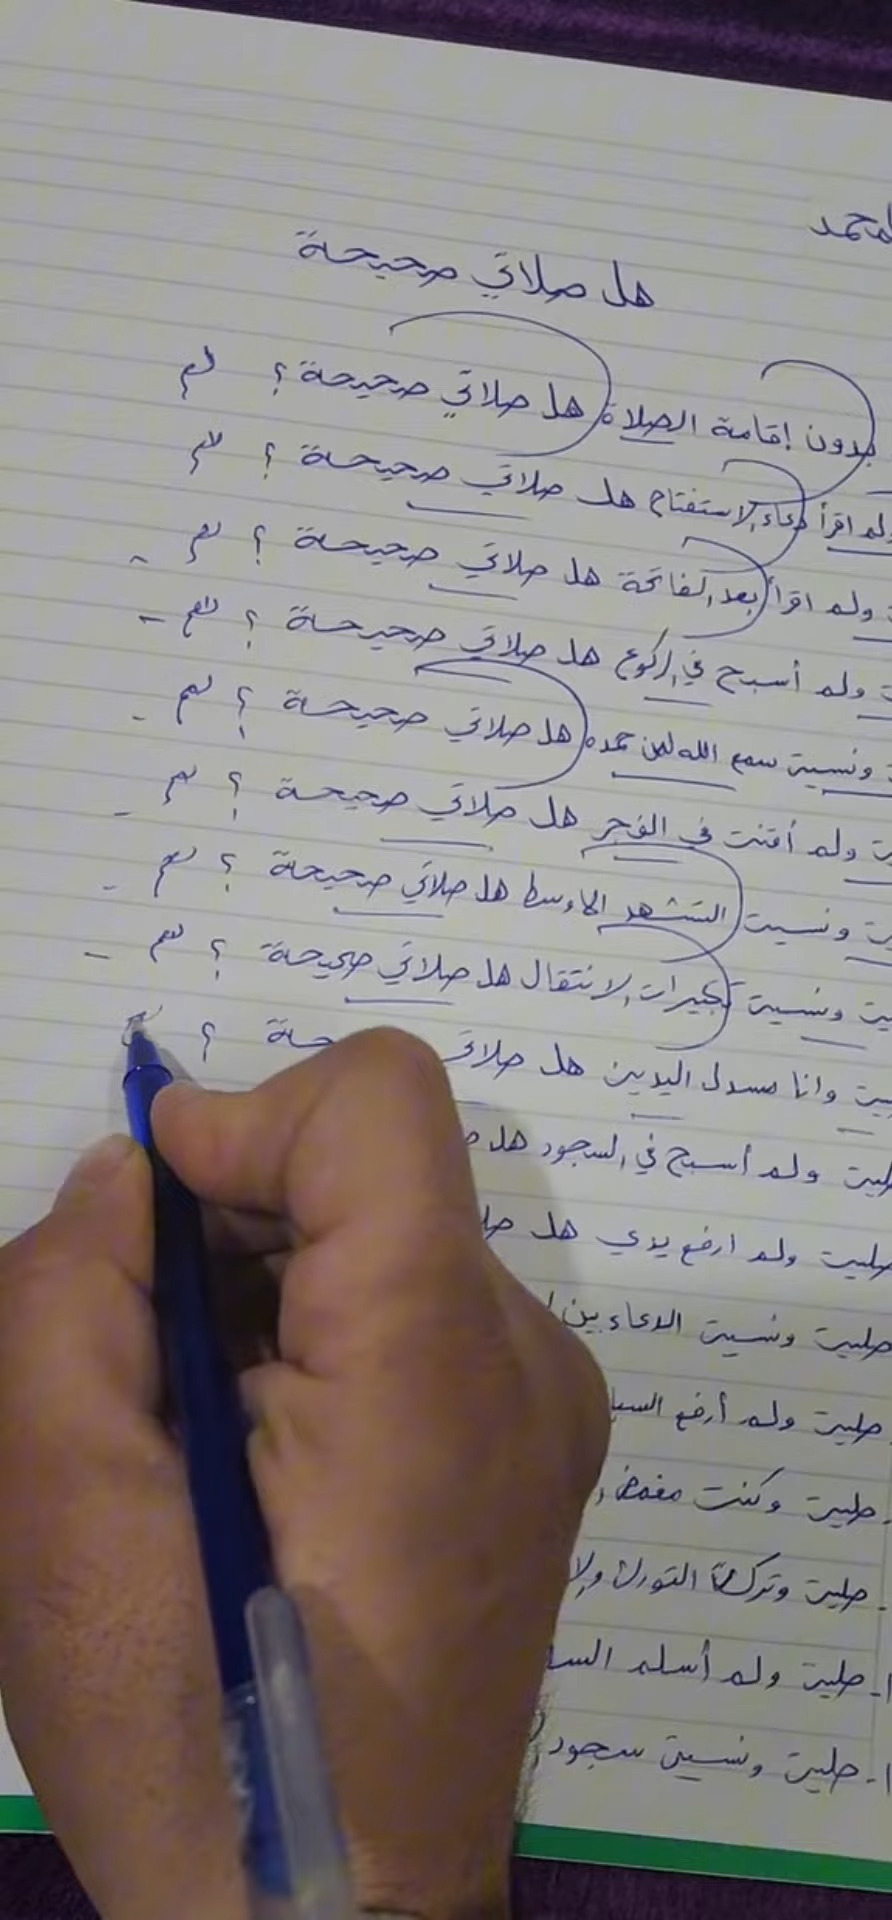 محمد
هل صلاتي صحيحة
بدون إقامة الصلاة هل صلاتي صحيحة ؟ نعم
ولم اقرأ دعاء الاستفتاح هل صلاتي صحيحة ؟ نعم
ولم اقرأ بعد الفاتحة هل صلاتي صحيحة ؟ نعم
ولم أسبح في الركوع هل صلاتي صحيحة ؟ نعم
ونسيت سمع الله لمن حمده هل صلاتي صحيحة ؟ نعم
ولم أقنت في الفجر هل صلاتي صحيحة ؟ نعم
ونسيت التشهد الاوسط هل صلاتي صحيحة ؟ نعم
ونسيت تكبيرات الانتقال هل صلاتي صحيحة ؟ نعم
وانا مسدل اليدين هل ؟
صليت ولم أسبح في السجود هل
صليت ولم ارفع يدي هل
صليت ونسيت الدعاء بين
صليت ولم أرفع
صليت وكنت مغمض
صليت وتركت التورك
صليت ولم أسلم
صليت ونسيت سجود